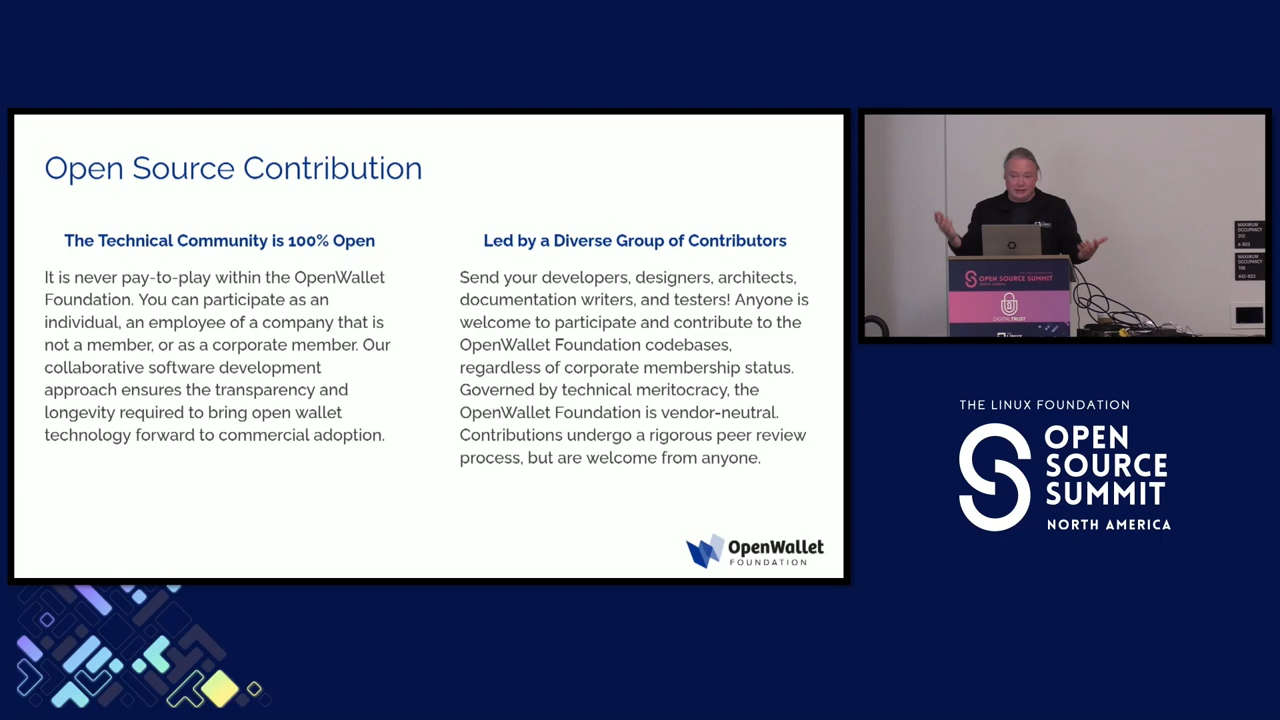 Open Source Contribution
The Technical Community is 100% Open
It is never pay-to-play within the OpenWallet
Foundation. You can participate as an
individual, an employee of a company that is
not a member, or as a corporate member. Our
collaborative software development
approach ensures the transparency and
longevity required to bring open wallet
technology forward to commercial adoption.
Led by a Diverse Group of Contributors
Send your developers, designers, architects,
documentation writers, and testers! Anyone is
welcome to participate and contribute to the
OpenWallet Foundation codebases,
regardless of corporate membership status.
Governed by technical meritocracy, the
OpenWallet Foundation is vendor-neutral.
Contributions undergo a rigorous peer review
process, but are welcome from anyone.
OpenWallet
FOUNDATION
OPEN SOURCE SUMMIT
DIGITALTRUST
MAXIMUM
OCCUPANCY
MAXIMUM
OCCUPANCY
THE LINUX FOUNDATION
OPEN
SOURCE
SUMMIT
NORTH AMERICA